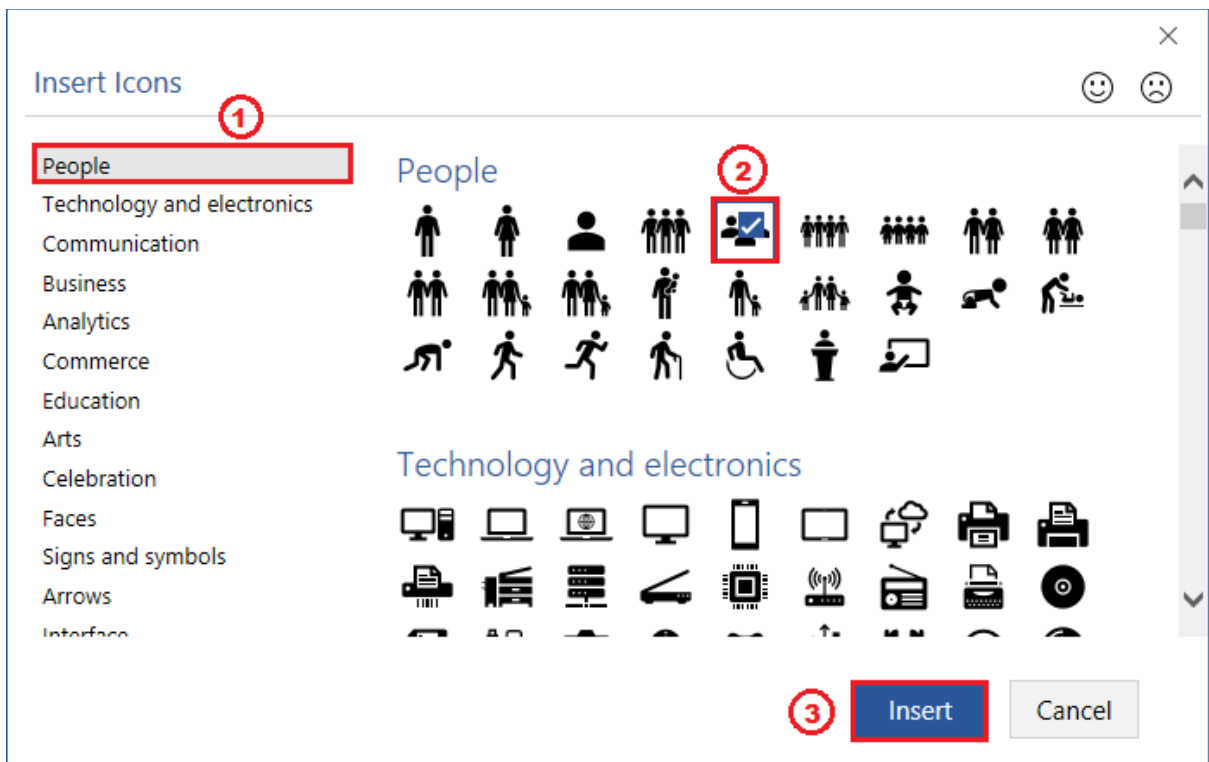 Insert Icons
1
People
Technology and electronics
Communication
Business
Analytics
Commerce
Education
Arts
Celebration
Faces
Signs and symbols
Arrows
Interface
People
2
Technology and electronics
3
Insert
Cancel